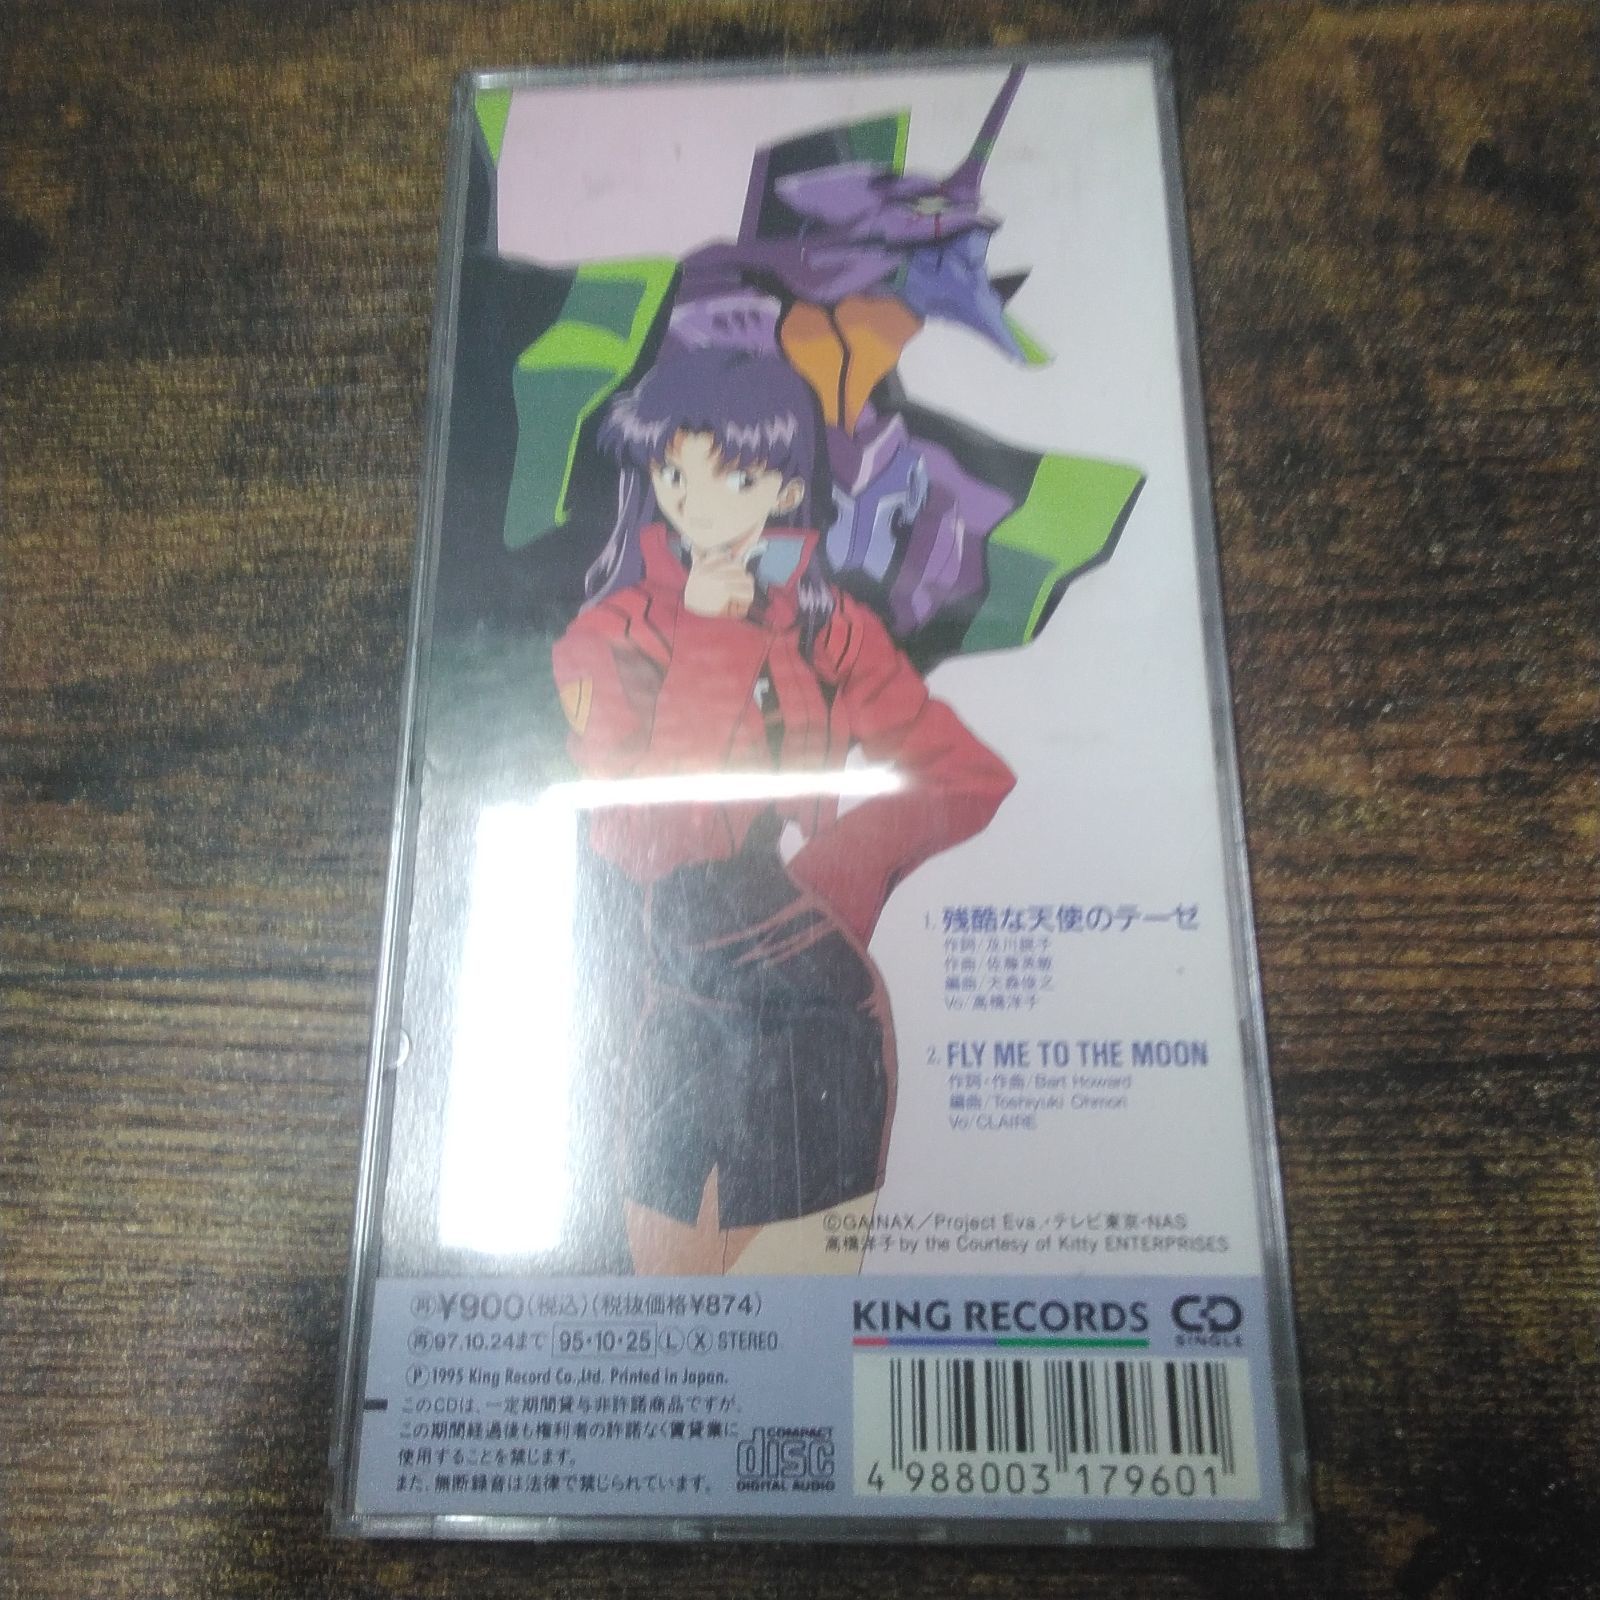 1. 残酷な天使のテーゼ
作詞/及川眠子
作曲/佐藤英敏
編曲/大森俊之
Vo/高橋洋子
2. FLY ME TO THE MOON
作詞・作曲/Bart Howard
編曲/Toshiyuki Ohmori
Vo/CLAIRE
©GAINAX／Project Eva.・テレビ東京・NAS
高橋洋子 by the Courtesy of Kitty ENTERPRISES
㊞¥900(税込)(税抜価格¥874)
97.10.24まで 95・10・25 Ⓛ Ⓧ STEREO
Ⓟ1995 King Record Co.,Ltd. Printed in Japan.
このCDは、一定期間貸与非許諾商品ですが、
この期間経過後も権利者の許諾なく賃貸業に
使用することを禁じます。
また、無断録音は法律で禁じられています。
COMPACT
disc
DIGITAL AUDIO
KING RECORDS
CD
SINGLE
4 988003 179601